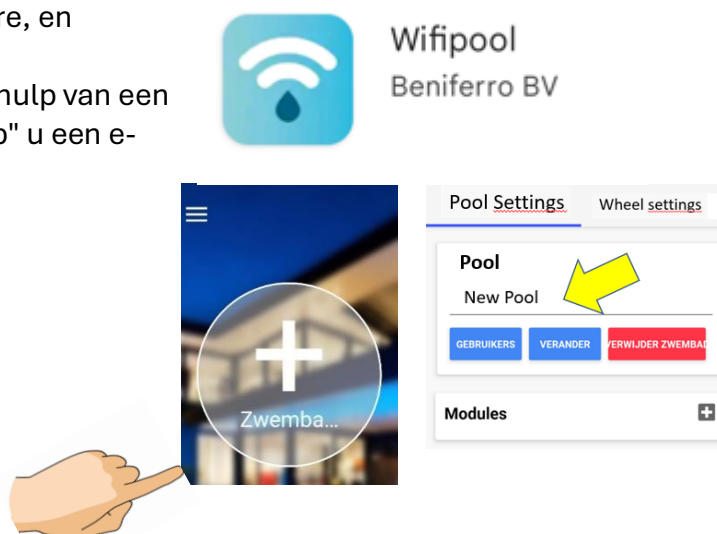 re, en
Wifipool
Beniferro BV
hulp van een
" u een e-
Pool Settings
Wheel settings
Pool
New Pool
GEBRUIKERS
VERANDER
VERWIJDER ZWEMBAD
Zwemba...
Modules